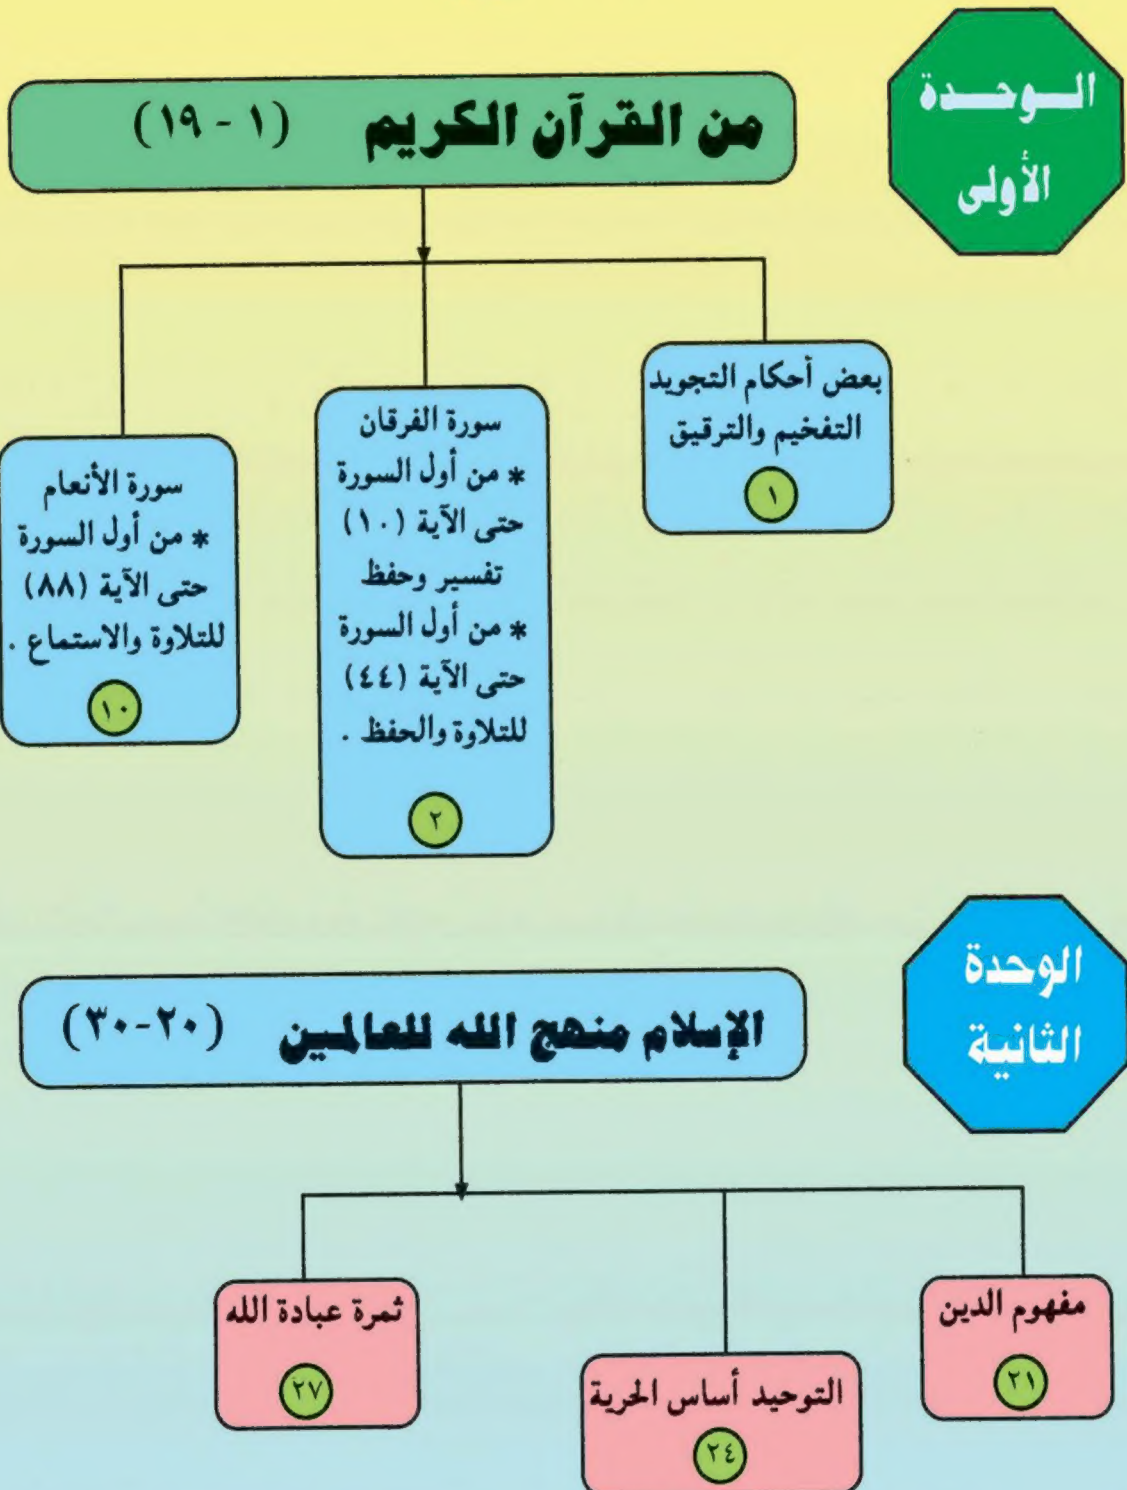 الوحدة
الأولى
من القرآن الكريم (١ - ١٩)
بعض أحكام التجويد
التفخيم والترقيق
١
سورة الفرقان
* من أول السورة
حتى الآية (١٠)
تفسير وحفظ
* من أول السورة
حتى الآية (٤٤)
للتلاوة والحفظ .
٢
سورة الأنعام
* من أول السورة
حتى الآية (٨٨)
للتلاوة والاستماع .
١٠
الوحدة
الثانية
الإسلام منهج الله للعالمين (٢٠-٣٠)
مفهوم الدين
٢١
التوحيد أساس الحرية
٢٤
ثمرة عبادة الله
٢٧